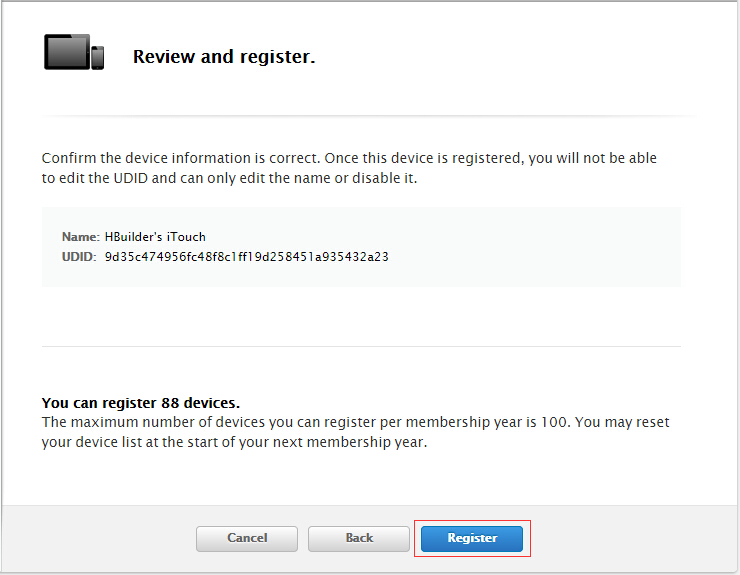 Review and register.
Confirm the device information is correct. Once this device is registered, you will not be able
to edit the UDID and can only edit the name or disable it.
Name: HBuilder's iTouch
UDID: 9d35c474956fc48f8c1ff19d258451a935432a23
You can register 88 devices.
The maximum number of devices you can register per membership year is 100. You may reset
your device list at the start of your next membership year.
Cancel Back Register